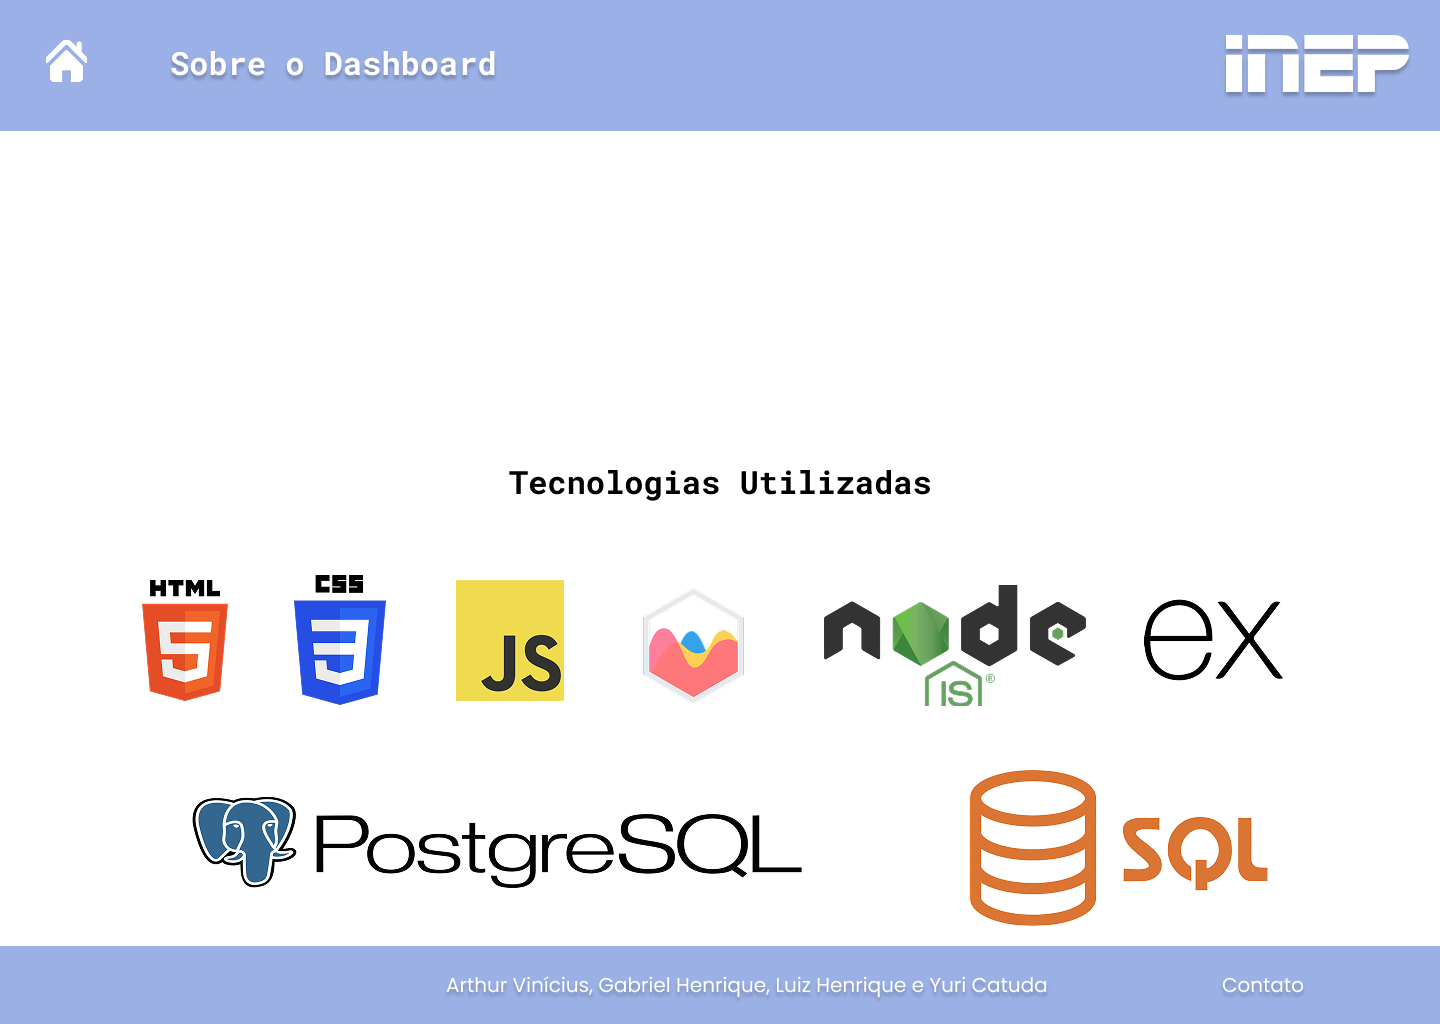 Sobre o Dashboard
inEP
Tecnologias Utilizadas
HTML
5
CSS
3
JS
node
JS®
ex
PostgreSQL
SQL
Arthur Vinícius, Gabriel Henrique, Luiz Henrique e Yuri Catuda
Contato